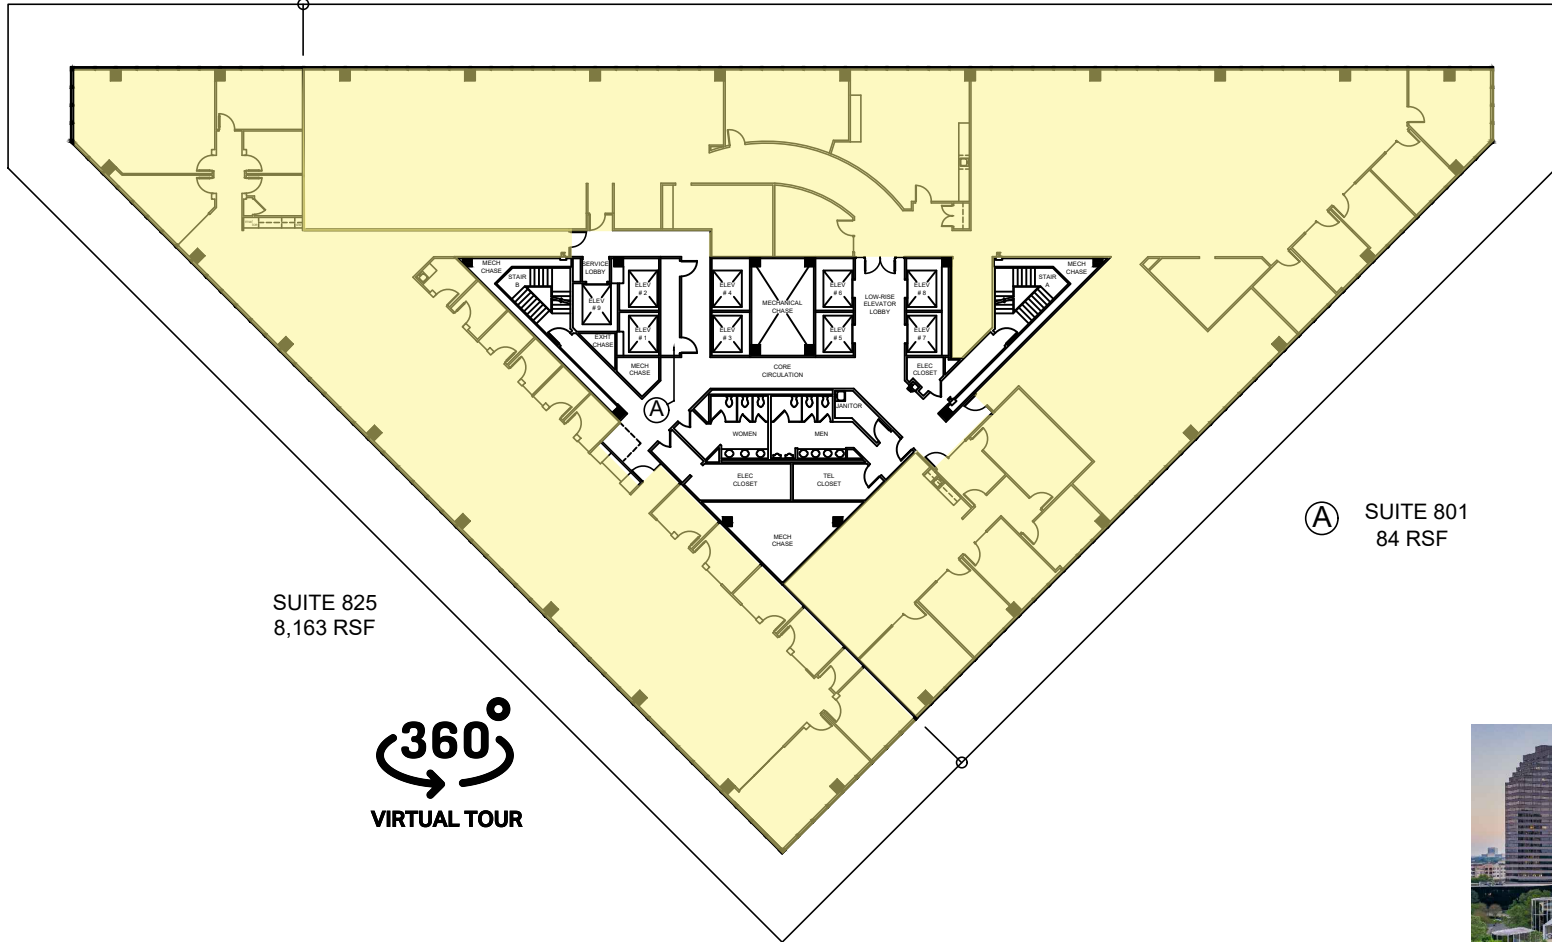 MECH
CHASE
STAIR
B
SERVICE
LOBBY
ELEV
# 9
ELEV
# 2
ELEV
# 1
EXHT
CHASE
MECH
CHASE
ELEV
# 4
ELEV
# 3
MECHANICAL
CHASE
ELEV
# 6
ELEV
# 5
LOW-RISE
ELEVATOR
LOBBY
ELEV
# 8
ELEV
# 7
ELEC
CLOSET
STAIR
A
MECH
CHASE
CORE
CIRCULATION
A
WOMEN
MEN
JANITOR
ELEC
CLOSET
TEL
CLOSET
MECH
CHASE
A
SUITE 801
84 RSF
SUITE 825
8,163 RSF
360°
VIRTUAL TOUR